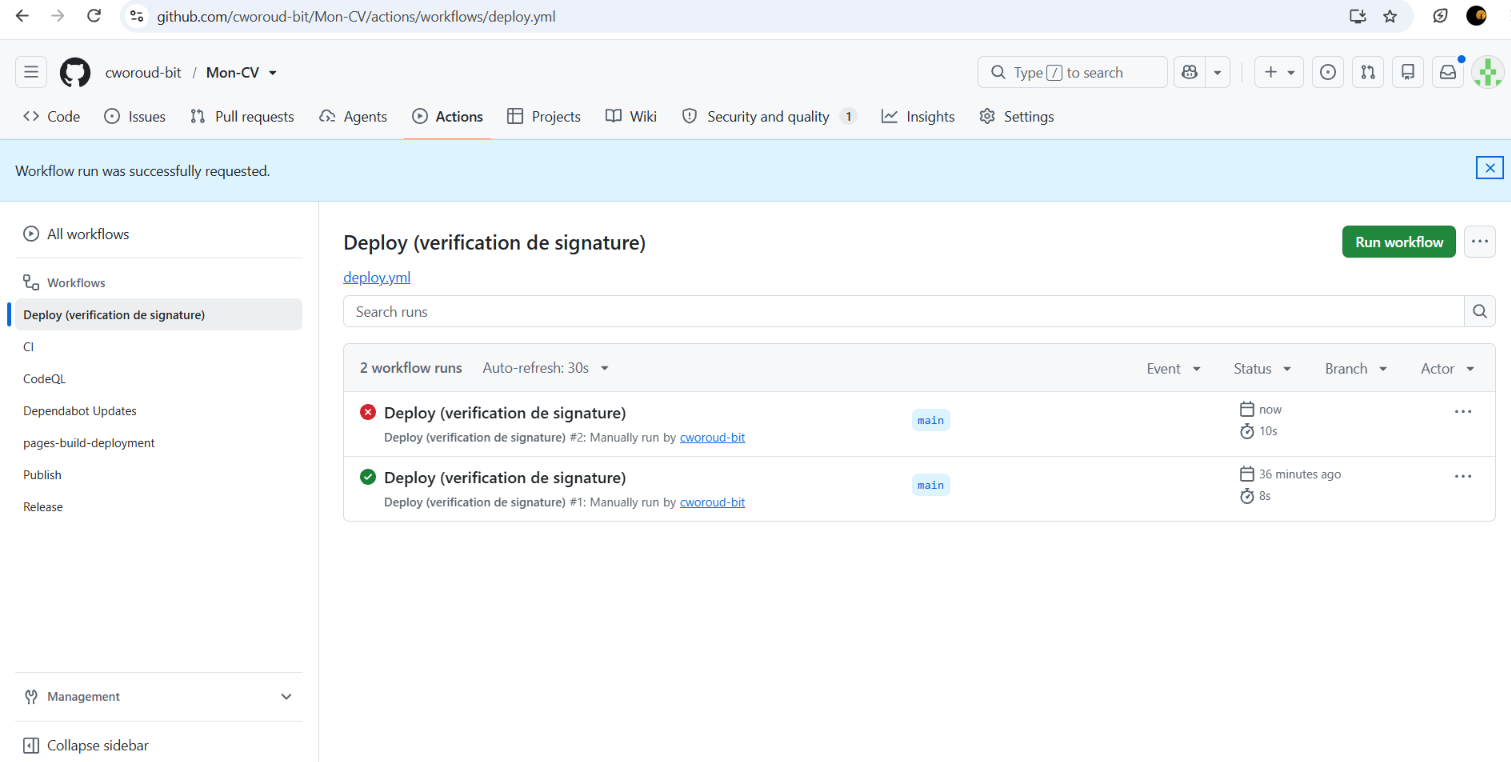 github.com/cworoud-bit/Mon-CV/actions/workflows/deploy.yml
cworoud-bit / Mon-CV
Type / to search
Code Issues Pull requests Agents Actions Projects Wiki Security and quality 1 Insights Settings
Workflow run was successfully requested.
All workflows
Workflows
Deploy (verification de signature)
CI
CodeQL
Dependabot Updates
pages-build-deployment
Publish
Release
Management
Collapse sidebar
Deploy (verification de signature)
Run workflow
deploy.yml
Search runs
2 workflow runs Auto-refresh: 30s Event Status Branch Actor
Deploy (verification de signature) main now
Deploy (verification de signature) #2: Manually run by cworoud-bit 10s
Deploy (verification de signature) main 36 minutes ago
Deploy (verification de signature) #1: Manually run by cworoud-bit 8s